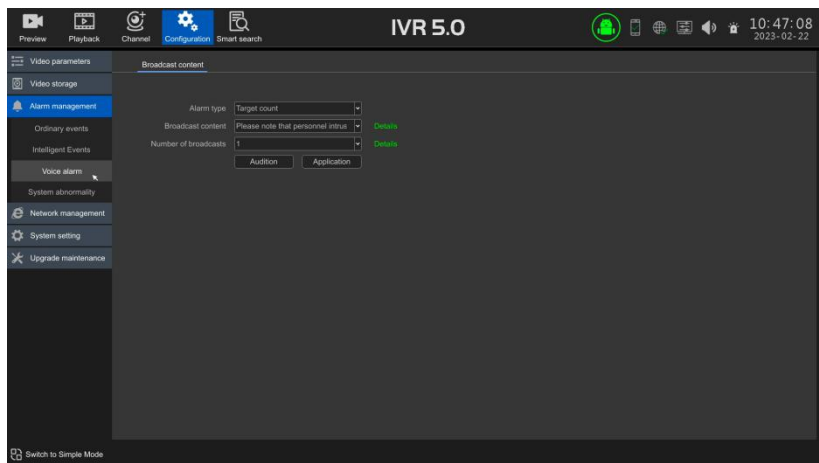 IVR 5.0
10:47:08
2023-02-22
Preview
Playback
Channel
Configuration
Smart search
Video parameters
Video storage
Alarm management
Ordinary events
Intelligent Events
Voice alarm
System abnormality
Network management
System setting
Upgrade maintenance
Broadcast content
Alarm type Target count
Broadcast content Please note that personnel intrus Details
Number of broadcasts 1 Details
Audition Application
Switch to Simple Mode